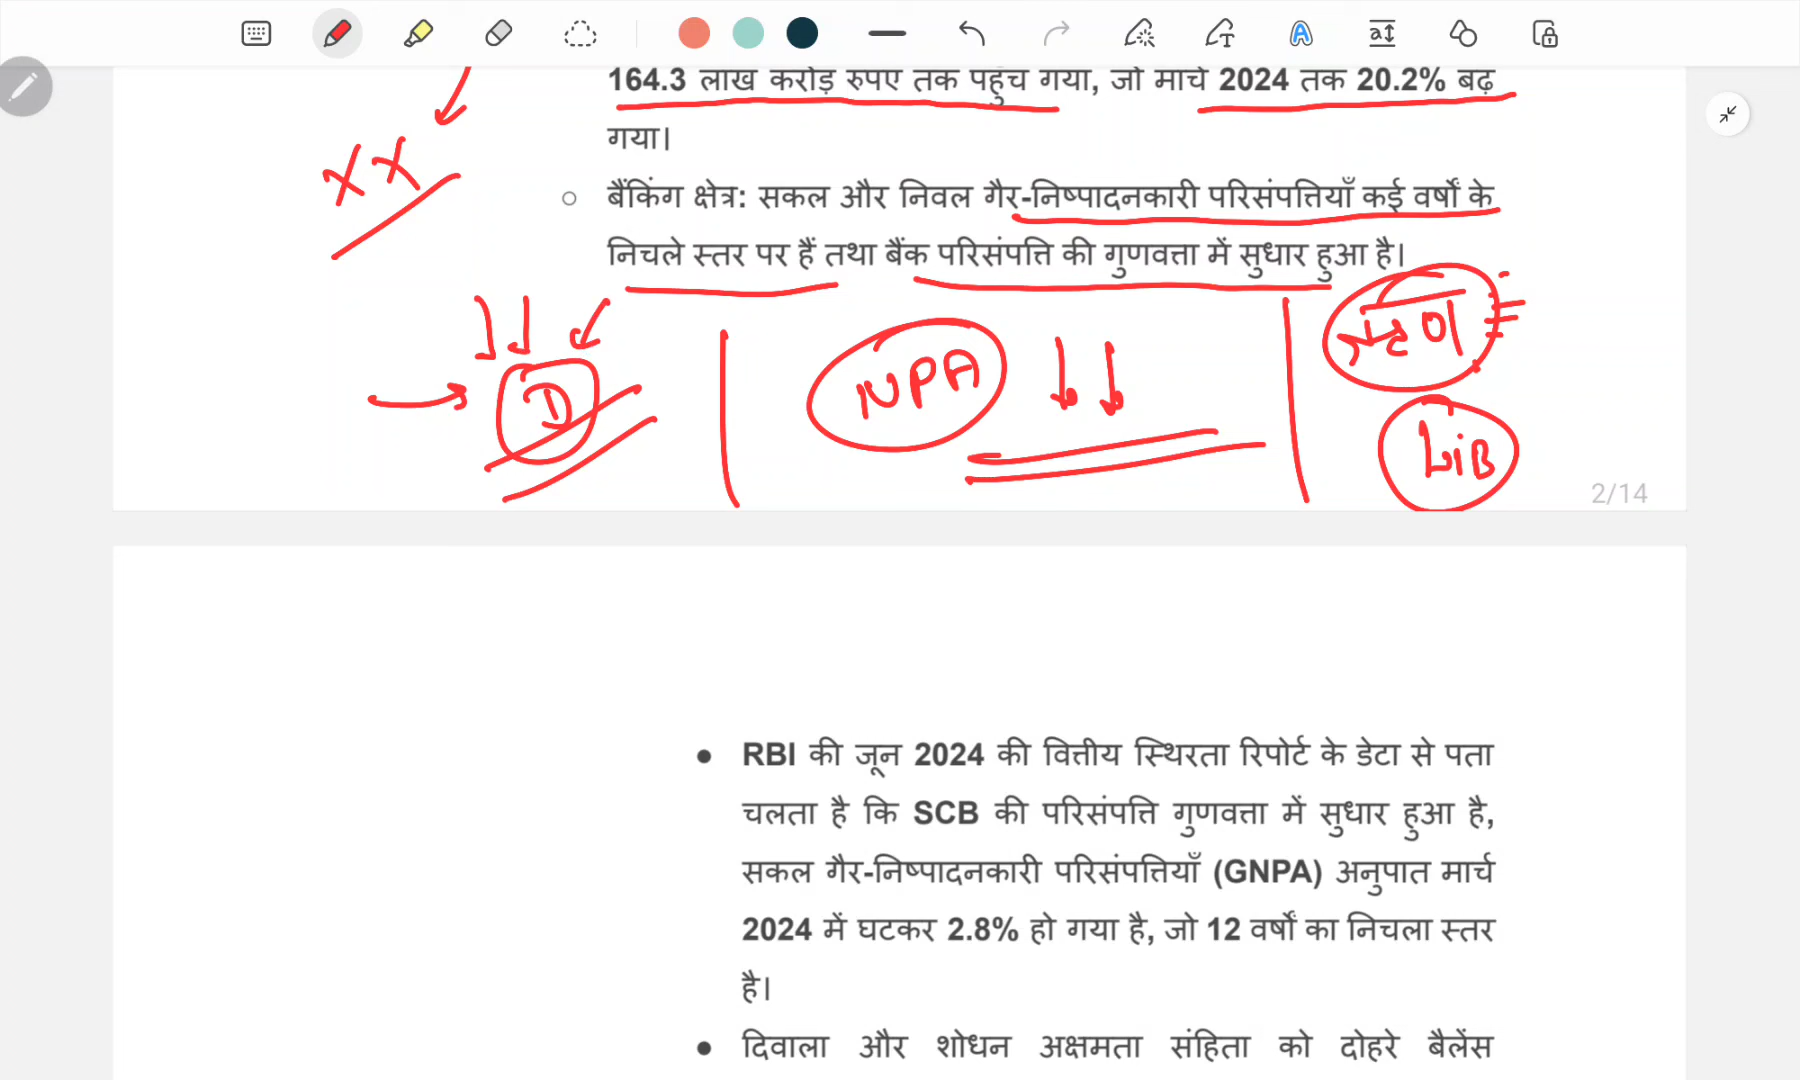 164.3 लाख करोड़ रुपए तक पहुँच गया, जो मार्च 2024 तक 20.2% बढ़
गया।
XX
○ बैंकिंग क्षेत्र: सकल और निवल गैर-निष्पादनकारी परिसंपत्तियाँ कई वर्षों के
निचले स्तर पर हैं तथा बैंक परिसंपत्ति की गुणवत्ता में सुधार हुआ है।
D
NPA
LiB
2/14
● RBI की जून 2024 की वित्तीय स्थिरता रिपोर्ट के डेटा से पता
चलता है कि SCB की परिसंपत्ति गुणवत्ता में सुधार हुआ है,
सकल गैर-निष्पादनकारी परिसंपत्तियाँ (GNPA) अनुपात मार्च
2024 में घटकर 2.8% हो गया है, जो 12 वर्षों का निचला स्तर
है।
● दिवाला और शोधन अक्षमता संहिता को दोहरे बैलेंस